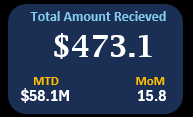 Total Amount Recieved
$473.1
MTD MoM
$58.1M 15.8